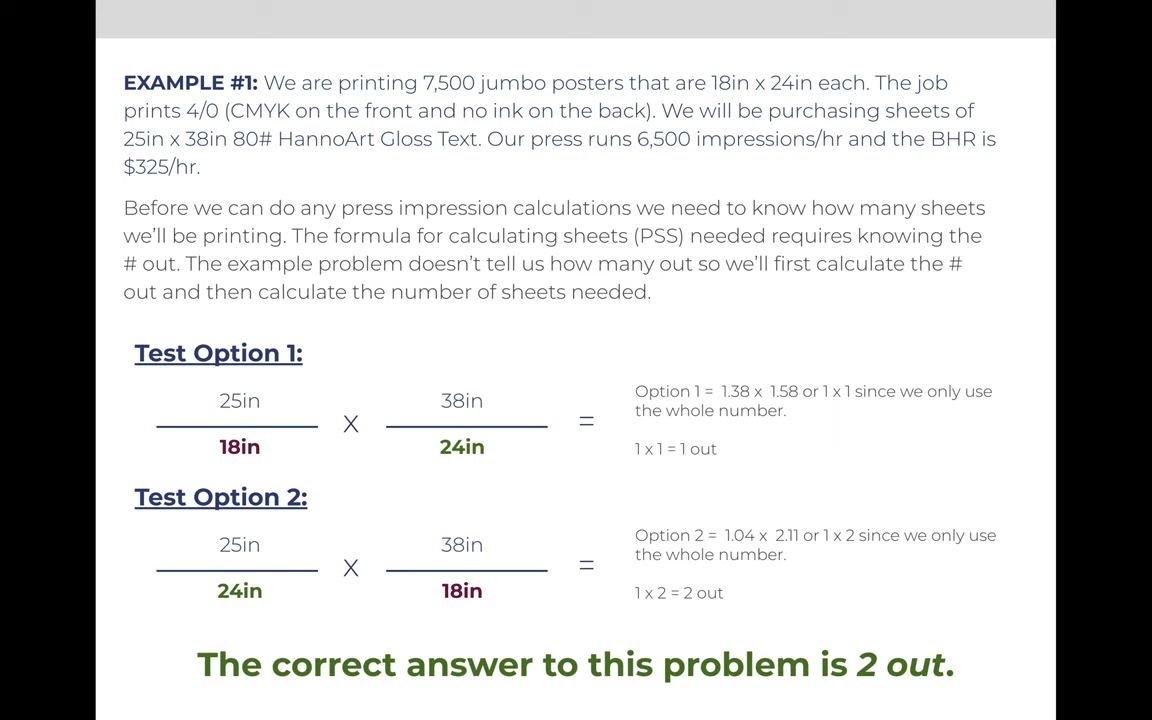 EXAMPLE #1: We are printing 7,500 jumbo posters that are 18in x 24in each. The job
prints 4/0 (CMYK on the front and no ink on the back). We will be purchasing sheets of
25in x 38in 80# HannoArt Gloss Text. Our press runs 6,500 impressions/hr and the BHR is
$325/hr.
Before we can do any press impression calculations we need to know how many sheets
we'll be printing. The formula for calculating sheets (PSS) needed requires knowing the
# out. The example problem doesn't tell us how many out so we'll first calculate the #
out and then calculate the number of sheets needed.
Test Option 1:
25in
18in
X
38in
24in
=
Option 1 = 1.38 x 1.58 or 1 x 1 since we only use
the whole number.
1 x 1 = 1 out
Test Option 2:
25in
24in
X
38in
18in
=
Option 2 = 1.04 x 2.11 or 1 x 2 since we only use
the whole number.
1 x 2 = 2 out
The correct answer to this problem is 2 out.